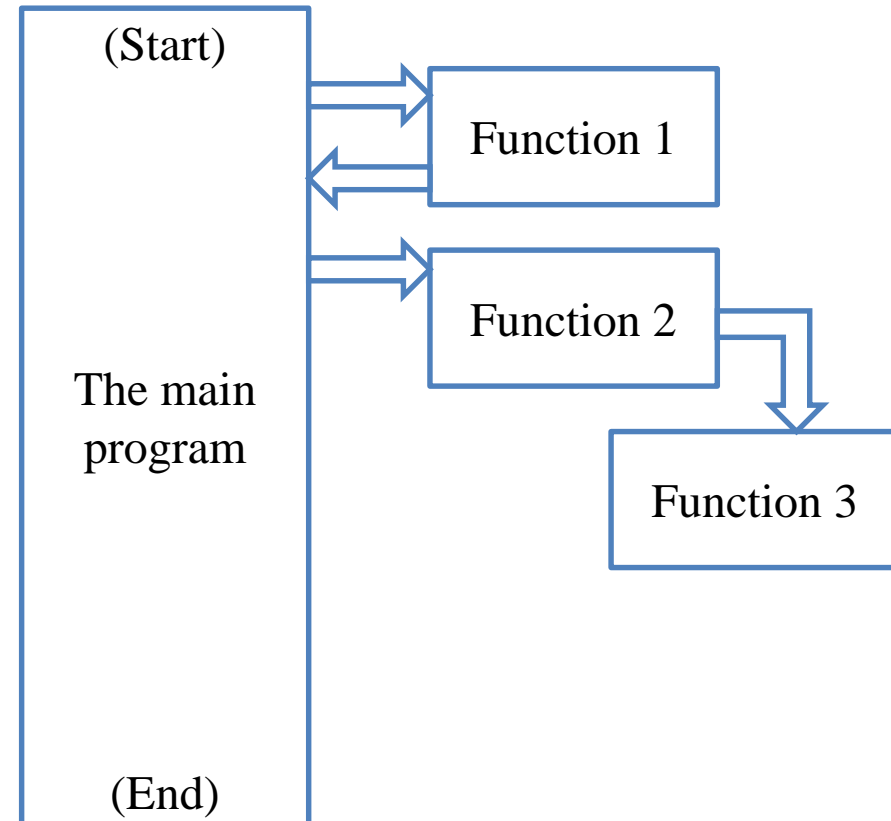 (Start)
Function 1
Function 2
The main
program
Function 3
(End)